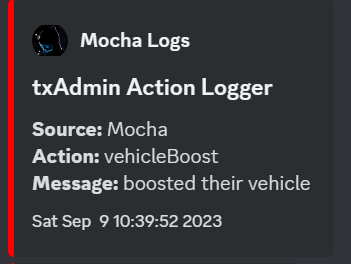 Mocha Logs
txAdmin Action Logger
Source: Mocha
Action: vehicleBoost
Message: boosted their vehicle
Sat Sep  9 10:39:52 2023